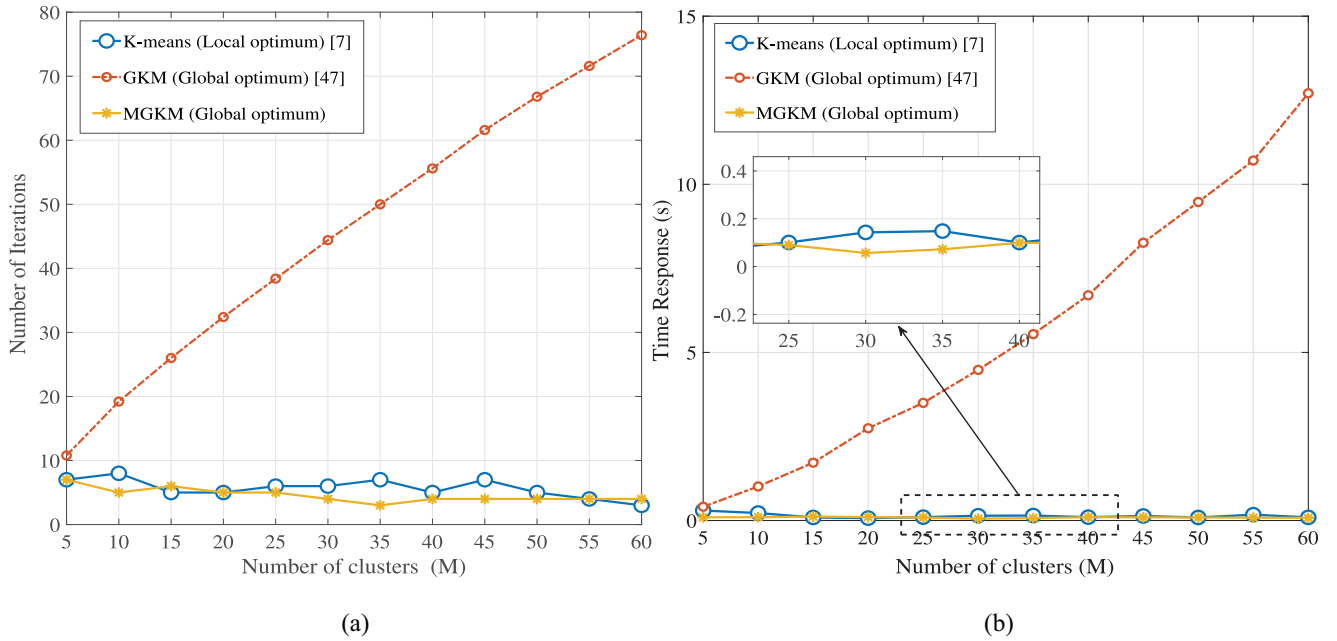 80
70
60
50
40
30
20
10
0
Number of Iterations
K-means (Local optimum) [7]
GKM (Global optimum) [47]
MGKM (Global optimum)
5 10 15 20 25 30 35 40 45 50 55 60
Number of clusters (M)
(a)
15
10
5
0
Time Response (s)
K-means (Local optimum) [7]
GKM (Global optimum) [47]
MGKM (Global optimum)
0.4
0.2
0
-0.2
25 30 35 40
5 10 15 20 25 30 35 40 45 50 55 60
Number of clusters (M)
(b)